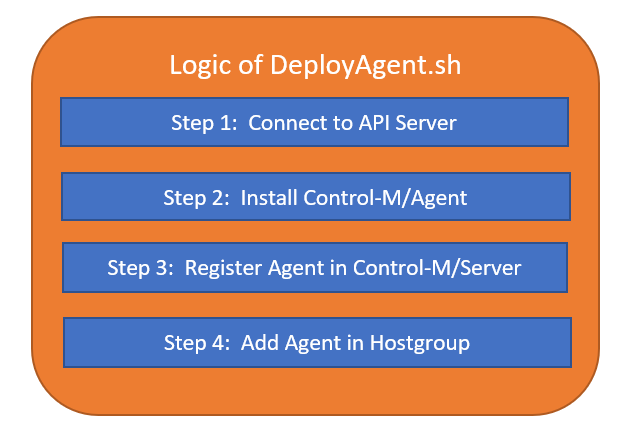 Logic of DeployAgent.sh
Step 1:  Connect to API Server
Step 2:  Install Control-M/Agent
Step 3:  Register Agent in Control-M/Server
Step 4:  Add Agent in Hostgroup